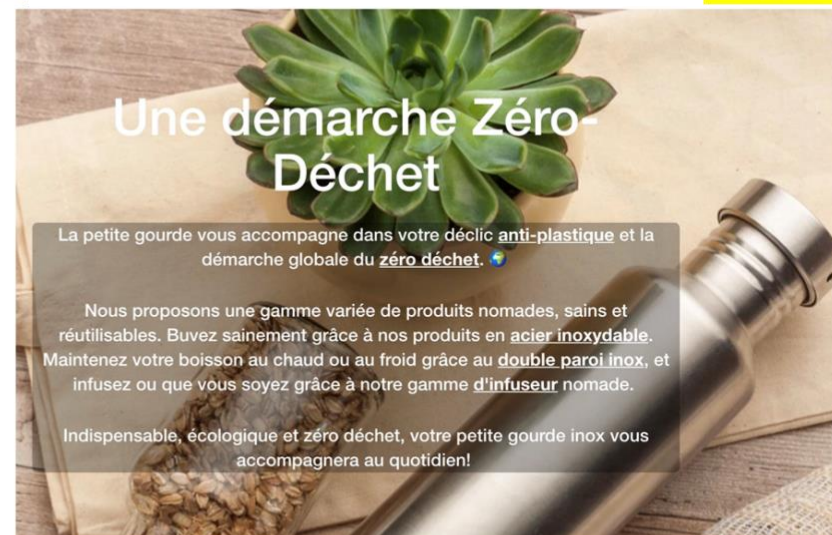 Une démarche Zéro-
Déchet
La petite gourde vous accompagne dans votre déclic anti-plastique et la
démarche globale du zéro déchet. 🌍
Nous proposons une gamme variée de produits nomades, sains et
réutilisables. Buvez sainement grâce à nos produits en acier inoxydable.
Maintenez votre boisson au chaud ou au froid grâce au double paroi inox, et
infusez ou que vous soyez grâce à notre gamme d'infuseur nomade.
Indispensable, écologique et zéro déchet, votre petite gourde inox vous
accompagnera au quotidien!